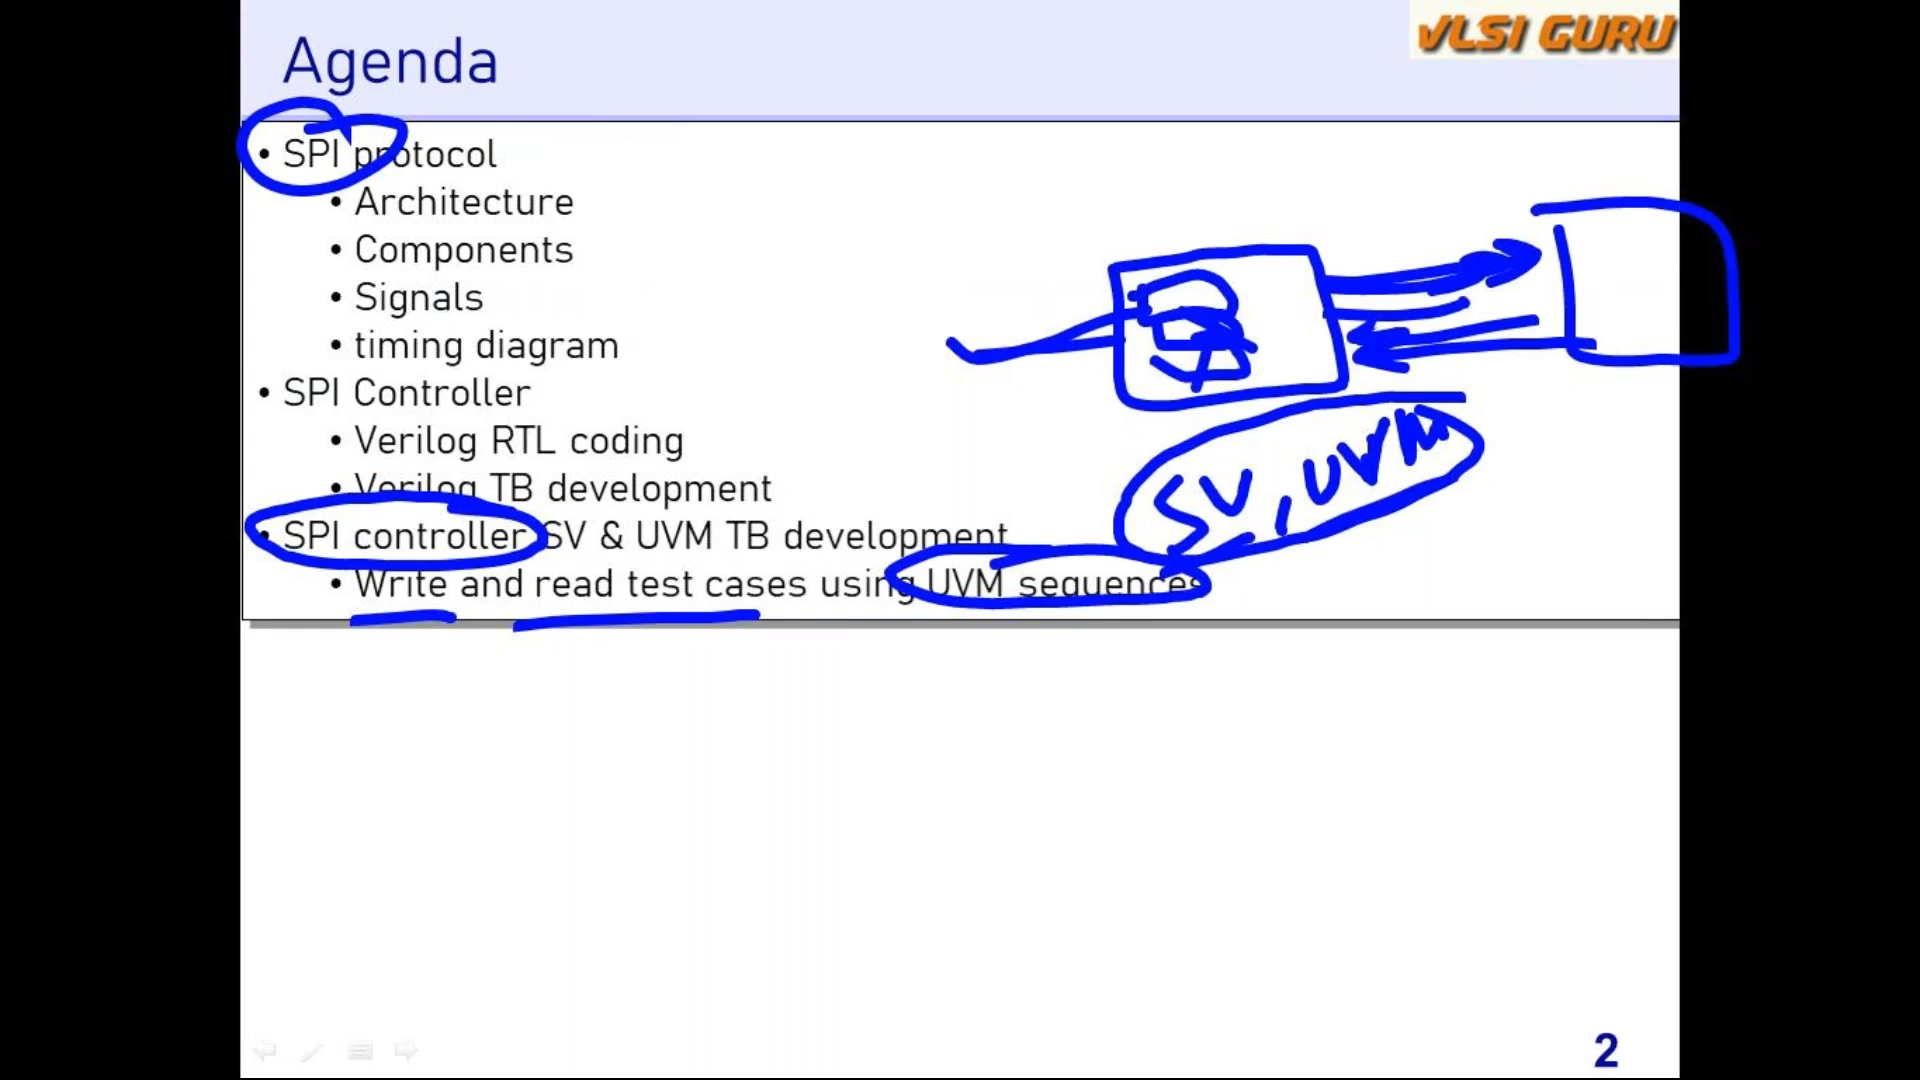 Agenda
VLSI GURU
• SPI protocol
• Architecture
• Components
• Signals
• timing diagram
• SPI Controller
• Verilog RTL coding
• Verilog TB development
• SPI controller SV & UVM TB development
• Write and read test cases using UVM sequences
SV, UVM
2